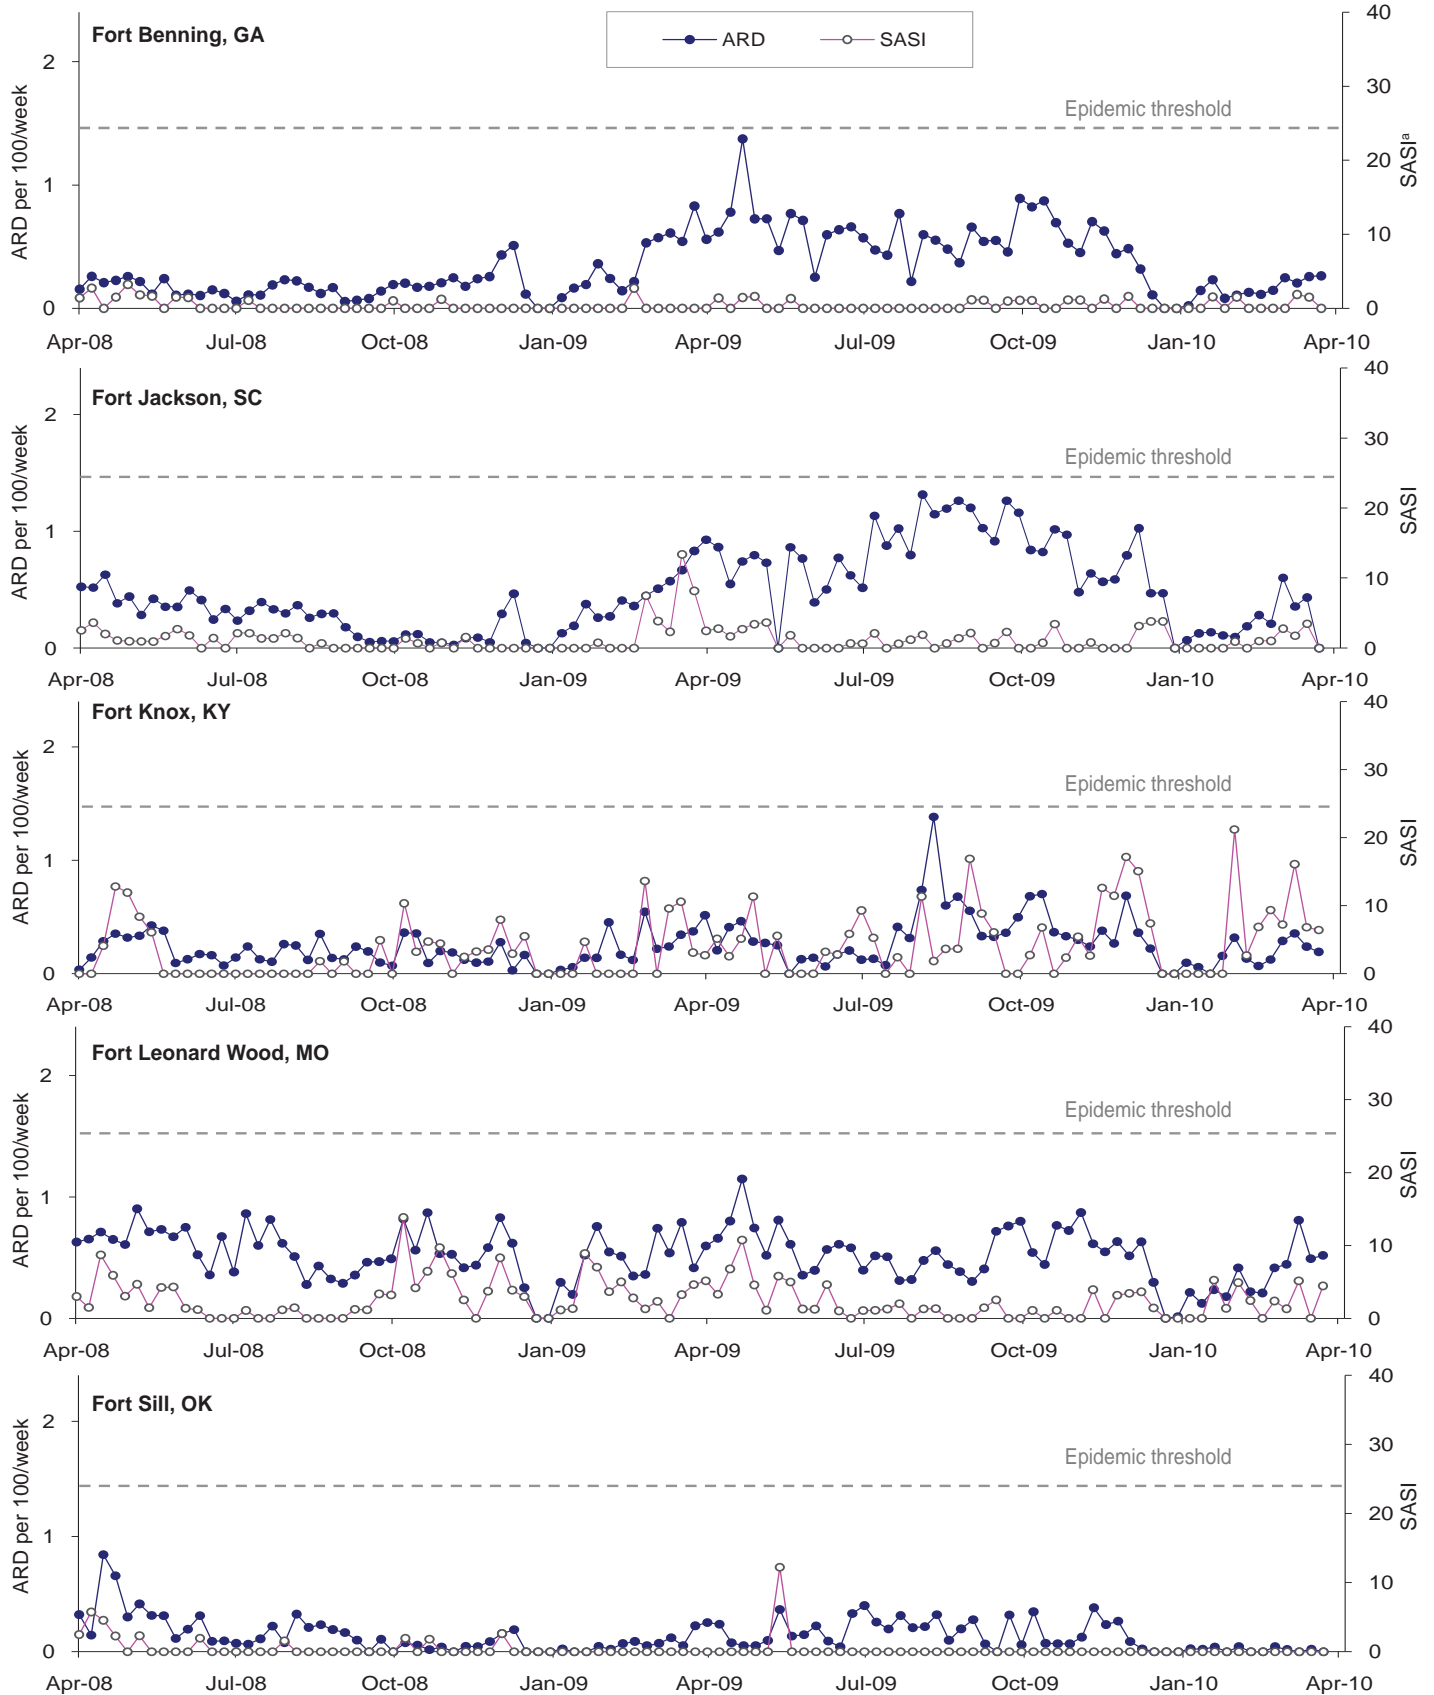 Fort Benning, GA
ARD
SASI
Epidemic threshold
ARD per 100/week
2
1
0
40
30
20
10
0
SASIᵃ
Apr-08 Jul-08 Oct-08 Jan-09 Apr-09 Jul-09 Oct-09 Jan-10 Apr-10
Fort Jackson, SC
Epidemic threshold
ARD per 100/week
2
1
0
40
30
20
10
0
SASI
Apr-08 Jul-08 Oct-08 Jan-09 Apr-09 Jul-09 Oct-09 Jan-10 Apr-10
Fort Knox, KY
Epidemic threshold
ARD per 100/week
2
1
0
40
30
20
10
0
SASI
Apr-08 Jul-08 Oct-08 Jan-09 Apr-09 Jul-09 Oct-09 Jan-10 Apr-10
Fort Leonard Wood, MO
Epidemic threshold
ARD per 100/week
2
1
0
40
30
20
10
0
SASI
Apr-08 Jul-08 Oct-08 Jan-09 Apr-09 Jul-09 Oct-09 Jan-10 Apr-10
Fort Sill, OK
Epidemic threshold
ARD per 100/week
2
1
0
40
30
20
10
0
SASI
Apr-08 Jul-08 Oct-08 Jan-09 Apr-09 Jul-09 Oct-09 Jan-10 Apr-10